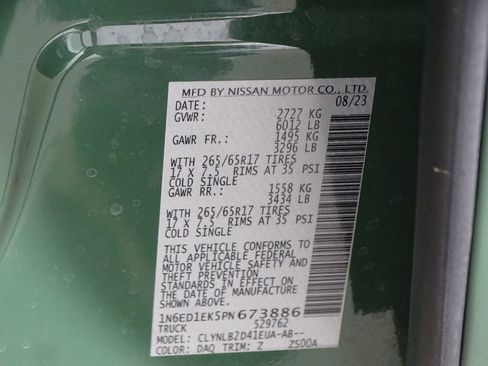 MFD BY NISSAN MOTOR CO., LTD.
DATE: 08/23
GVWR: 2727 KG
6012 LB
GAWR FR.: 1495 KG
3296 LB
WITH 265/65R17 TIRES
17 X 7.5 RIMS AT 35 PSI
COLD SINGLE
GAWR RR.: 1558 KG
3434 LB
WITH 265/65R17 TIRES
17 X 7.5 RIMS AT 35 PSI
COLD SINGLE
THIS VEHICLE CONFORMS TO
ALL APPLICABLE FEDERAL
MOTOR VEHICLE SAFETY AND
THEFT PREVENTION
STANDARDS IN EFFECT ON
THE DATE OF MANUFACTURE
SHOWN ABOVE.
1N6ED1EK5PN673886
TRUCK 529762
MODEL: CLYNLB2D41EUA-AB--
COLOR: DAQ TRIM: Z ZS00A